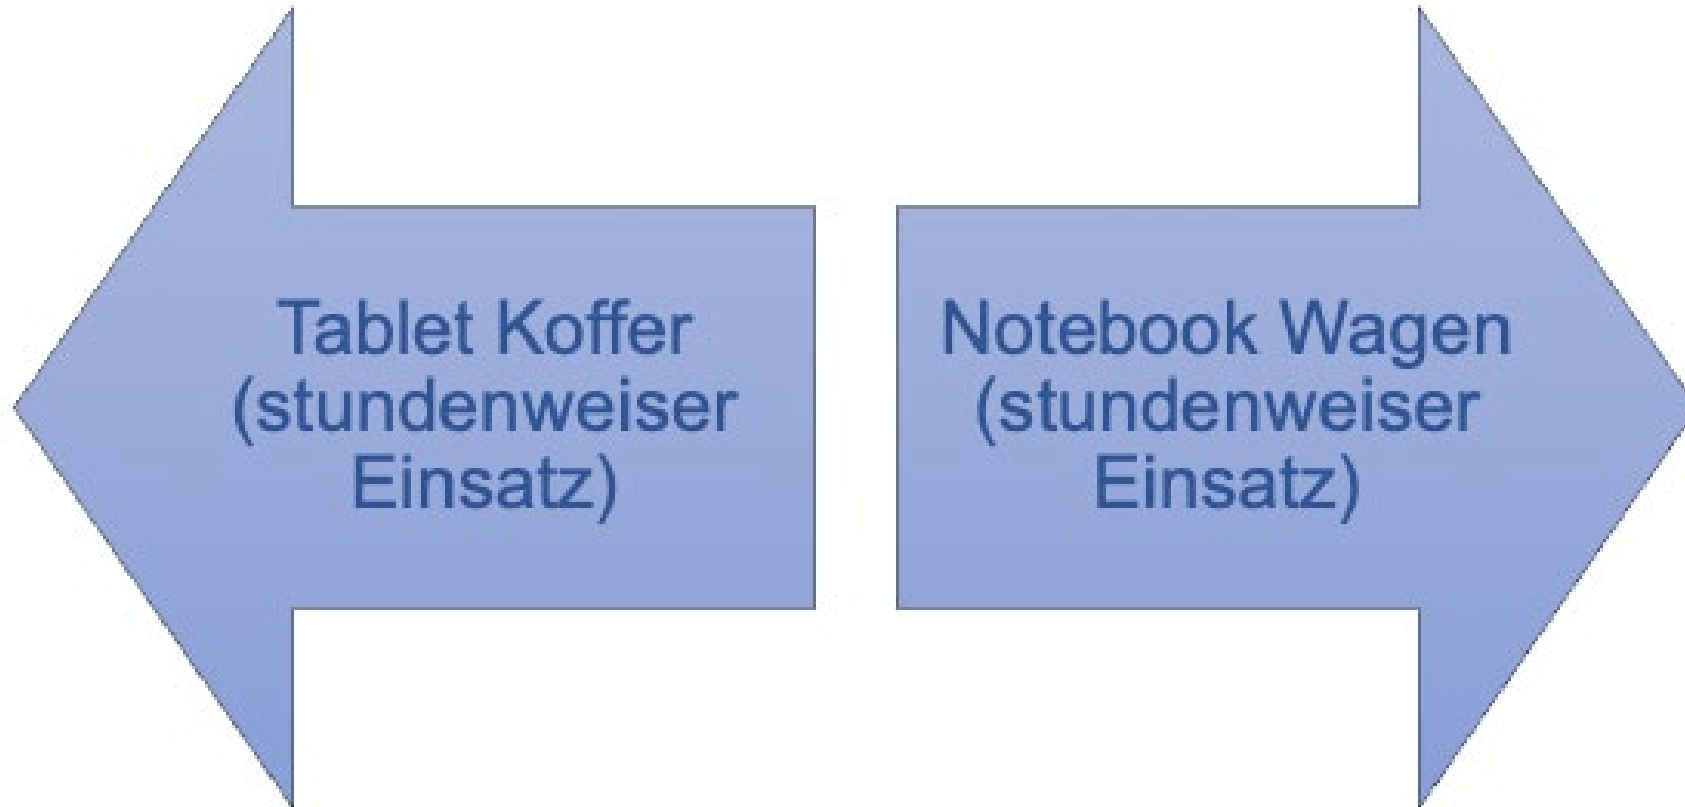 Tablet Koffer
(stundenweiser
Einsatz)
Notebook Wagen
(stundenweiser
Einsatz)